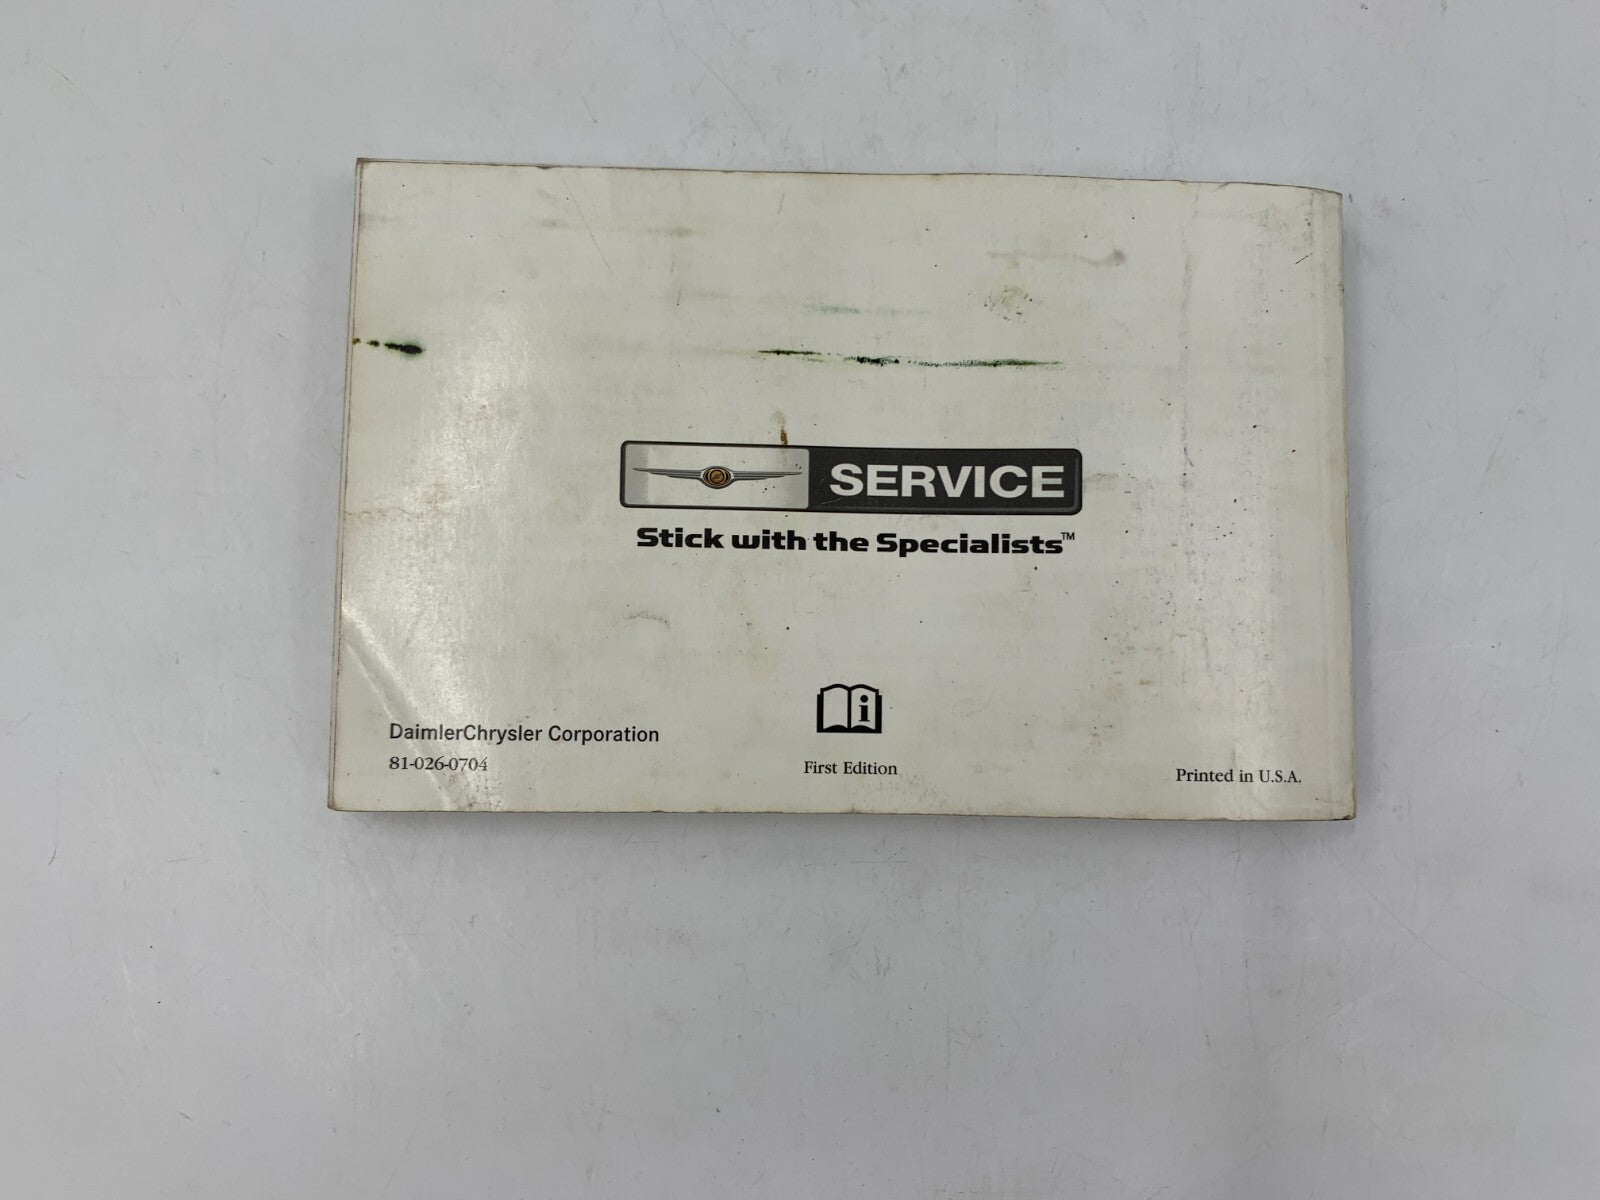 SERVICE
Stick with the Specialists™
i
DaimlerChrysler Corporation
81-026-0704
First Edition
Printed in U.S.A.